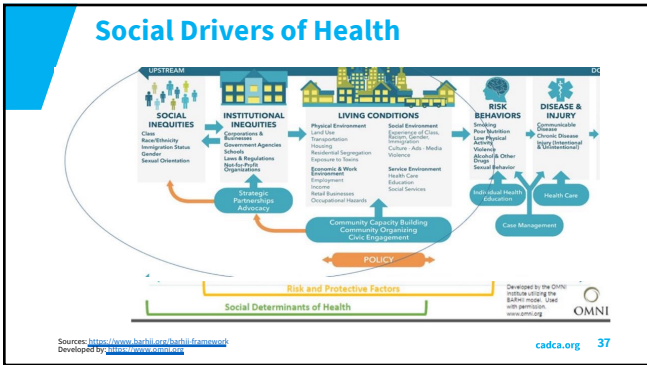 Social Drivers of Health
UPSTREAM
DO
SOCIAL
INEQUITIES
Class
Race/Ethnicity
Immigration Status
Gender
Sexual Orientation
INSTITUTIONAL
INEQUITIES
Corporations &
Businesses
Government Agencies
Schools
Laws & Regulations
Not-for-Profit
Organizations
LIVING CONDITIONS
Physical Environment
Land Use
Transportation
Housing
Residential Segregation
Exposure to Toxins
Economic & Work
Environment
Employment
Income
Retail Businesses
Occupational Hazards
Social Environment
Experience of Class,
Racism, Gender,
Immigration
Culture - Ads - Media
Violence
Service Environment
Health Care
Education
Social Services
RISK
BEHAVIORS
Smoking
Poor Nutrition
Low Physical
Activity
Violence
Alcohol & Other
Drugs
Sexual Behavior
DISEASE &
INJURY
Communicable
Disease
Chronic Disease
Injury (Intentional
& Unintentional)
Strategic
Partnerships
Advocacy
Community Capacity Building
Community Organizing
Civic Engagement
Individual Health
Education
Health Care
Case Management
POLICY
Risk and Protective Factors
Social Determinants of Health
Developed by the OMNI
Institute utilizing the
BARHII model. Used
with permission.
www.omni.org
OMNI
Sources: https://www.barhii.org/barhii-framework
Developed by: https://www.omni.org
cadca.org 37